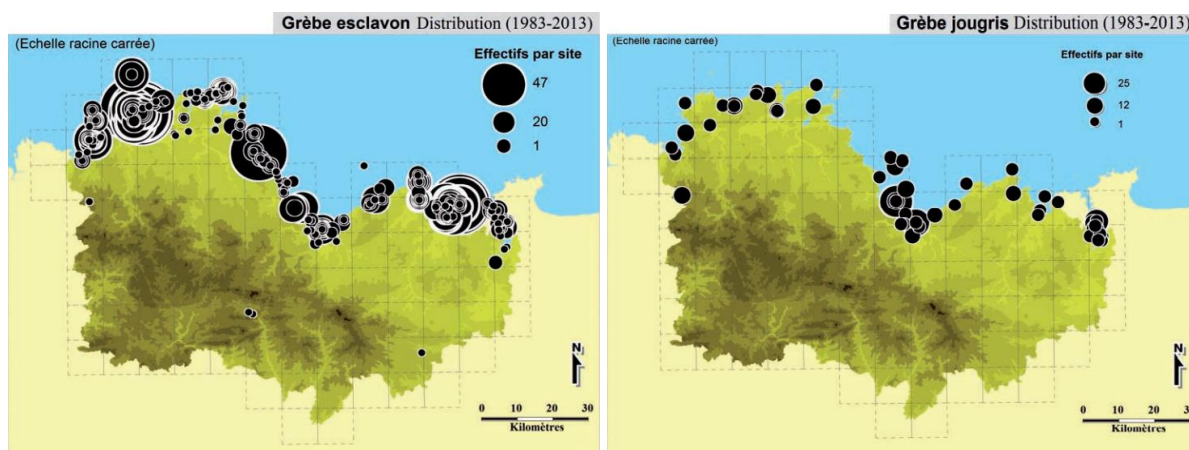 Grèbe esclavon Distribution (1983-2013)
(Echelle racine carrée)
Effectifs par site
47
20
1
N
0 10 20 30
Kilomètres
Grèbe jougris Distribution (1983-2013)
(Echelle racine carrée)
Effectifs par site
25
12
1
N
0 10 20
Kilomètres